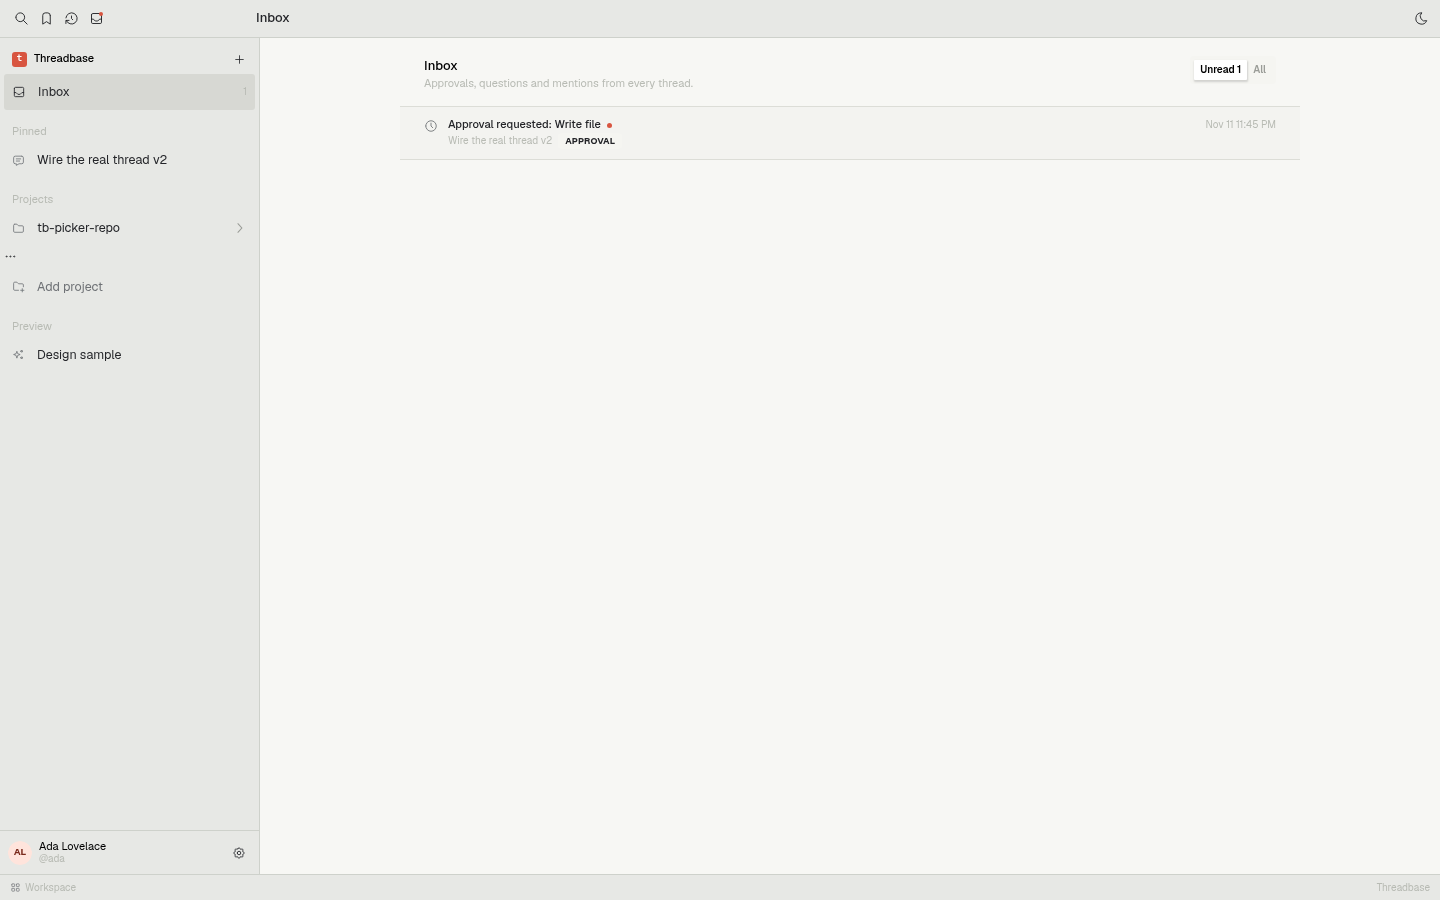 Inbox
t Threadbase
Inbox 1
Pinned
Wire the real thread v2
Projects
tb-picker-repo
...
Add project
Preview
Design sample
AL
Ada Lovelace
@ada
Inbox
Approvals, questions and mentions from every thread.
Unread 1 All
Approval requested: Write file
Nov 11 11:45 PM
Wire the real thread v2 APPROVAL
Workspace
Threadbase